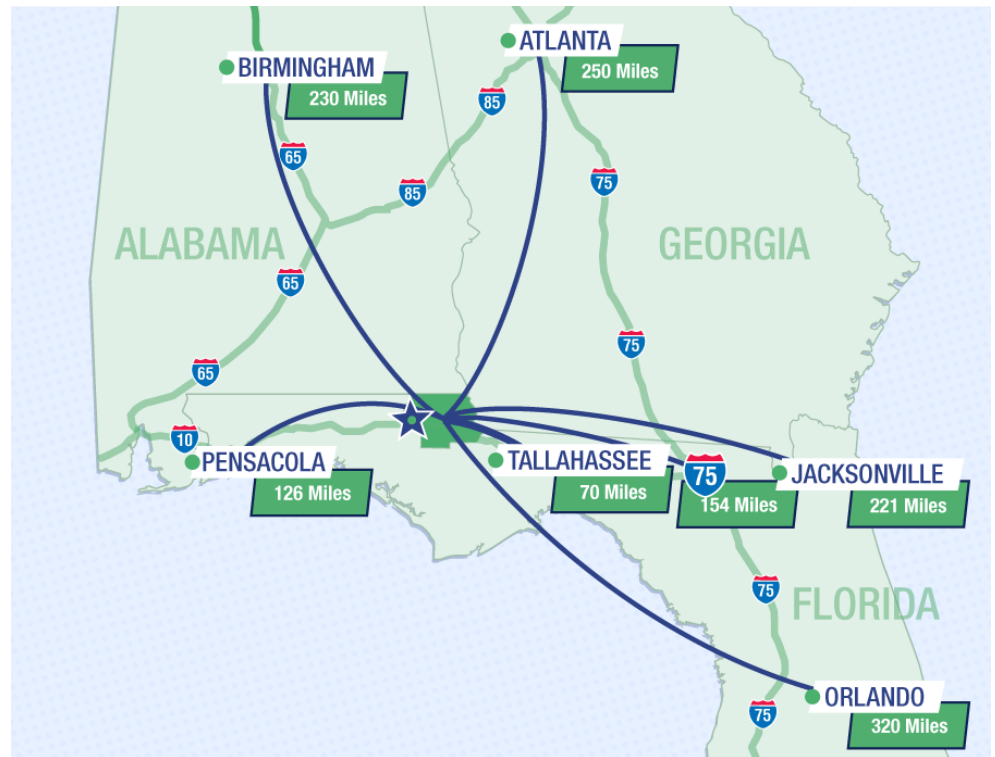 ATLANTA
250 Miles
BIRMINGHAM
230 Miles
85
65
75
85
ALABAMA
GEORGIA
65
75
65
10
PENSACOLA
126 Miles
TALLAHASSEE
70 Miles
75
154 Miles
JACKSONVILLE
221 Miles
75
FLORIDA
ORLANDO
320 Miles
75